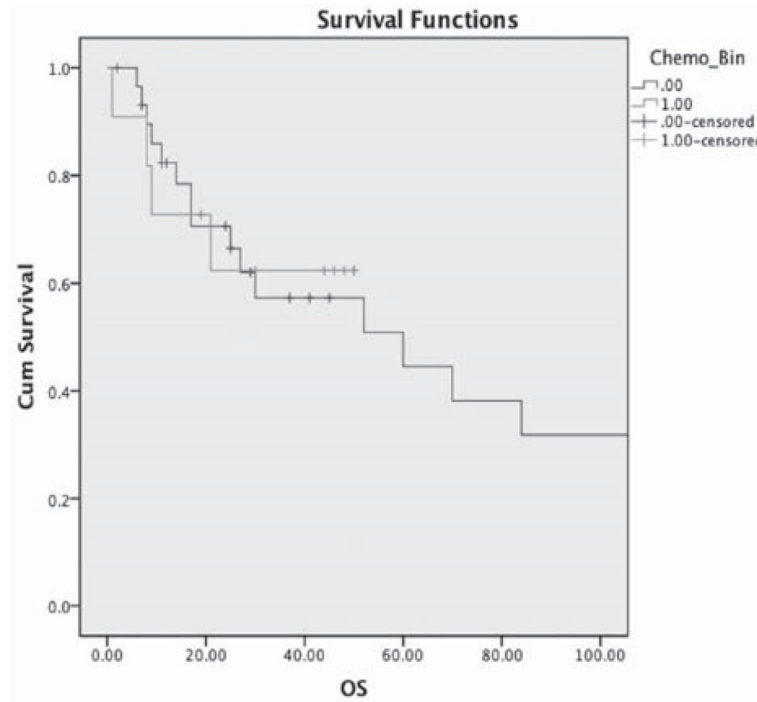 Survival Functions
Chemo_Bin
.00
1.00
.00-censored
1.00-censored
Cum Survival
1.0
0.8
0.6
0.4
0.2
0.0
0.00 20.00 40.00 60.00 80.00 100.00
OS